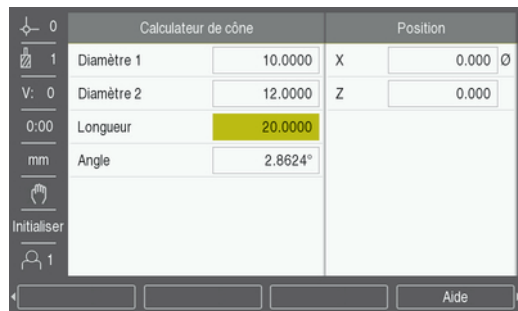 0
Calculateur de cône
Position
1
Diamètre 1
10.0000
X
0.000
Ø
V: 0
Diamètre 2
12.0000
Z
0.000
0:00
Longueur
20.0000
mm
Angle
2.8624°
Initialiser
1
Aide